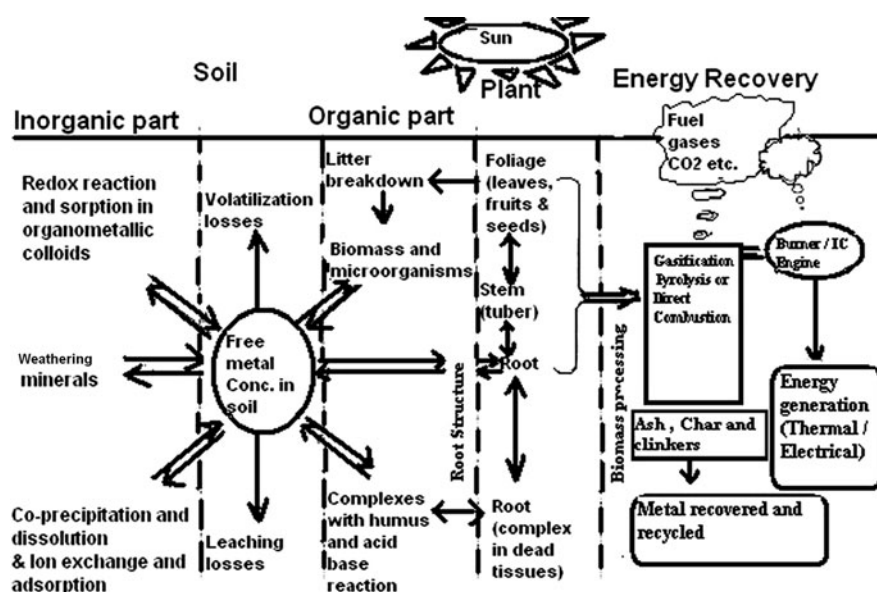 Sun
Soil
Plant
Energy Recovery
Inorganic part
Organic part
Fuel
gases
CO2 etc.
Redox reaction
and sorption in
organometallic
colloids
Volatilization
losses
Litter
breakdown
Foliage
(leaves,
fruits &
seeds)
Biomass and
microorganisms
Stem
(tuber)
Root
Free
metal
Conc. in
soil
Weathering
minerals
Root Structure
Biomass processing
Gasification
Pyrolysis or
Direct
Combustion
Burner / IC
Engine
Energy
generation
(Thermal /
Electrical)
Ash , Char and
clinkers
Metal recovered and
recycled
Co-precipitation and
dissolution
& Ion exchange and
adsorption
Leaching
losses
Complexes
with humus
and acid
base
reaction
Root
(complex
in dead
tissues)